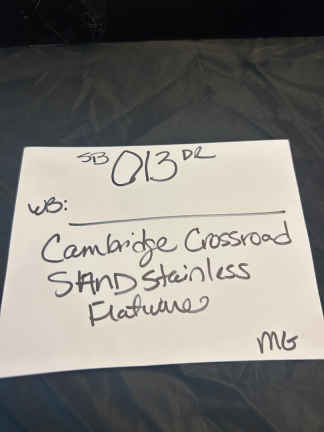 SB 013 DR
WB:
Cambridge Crossroad
SAND Stainless
Flatware
MG